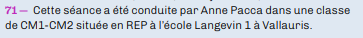 71 — Cette séance a été conduite par Anne Pacca dans une classe
de CM1-CM2 située en REP à l'école Langevin 1 à Vallauris.